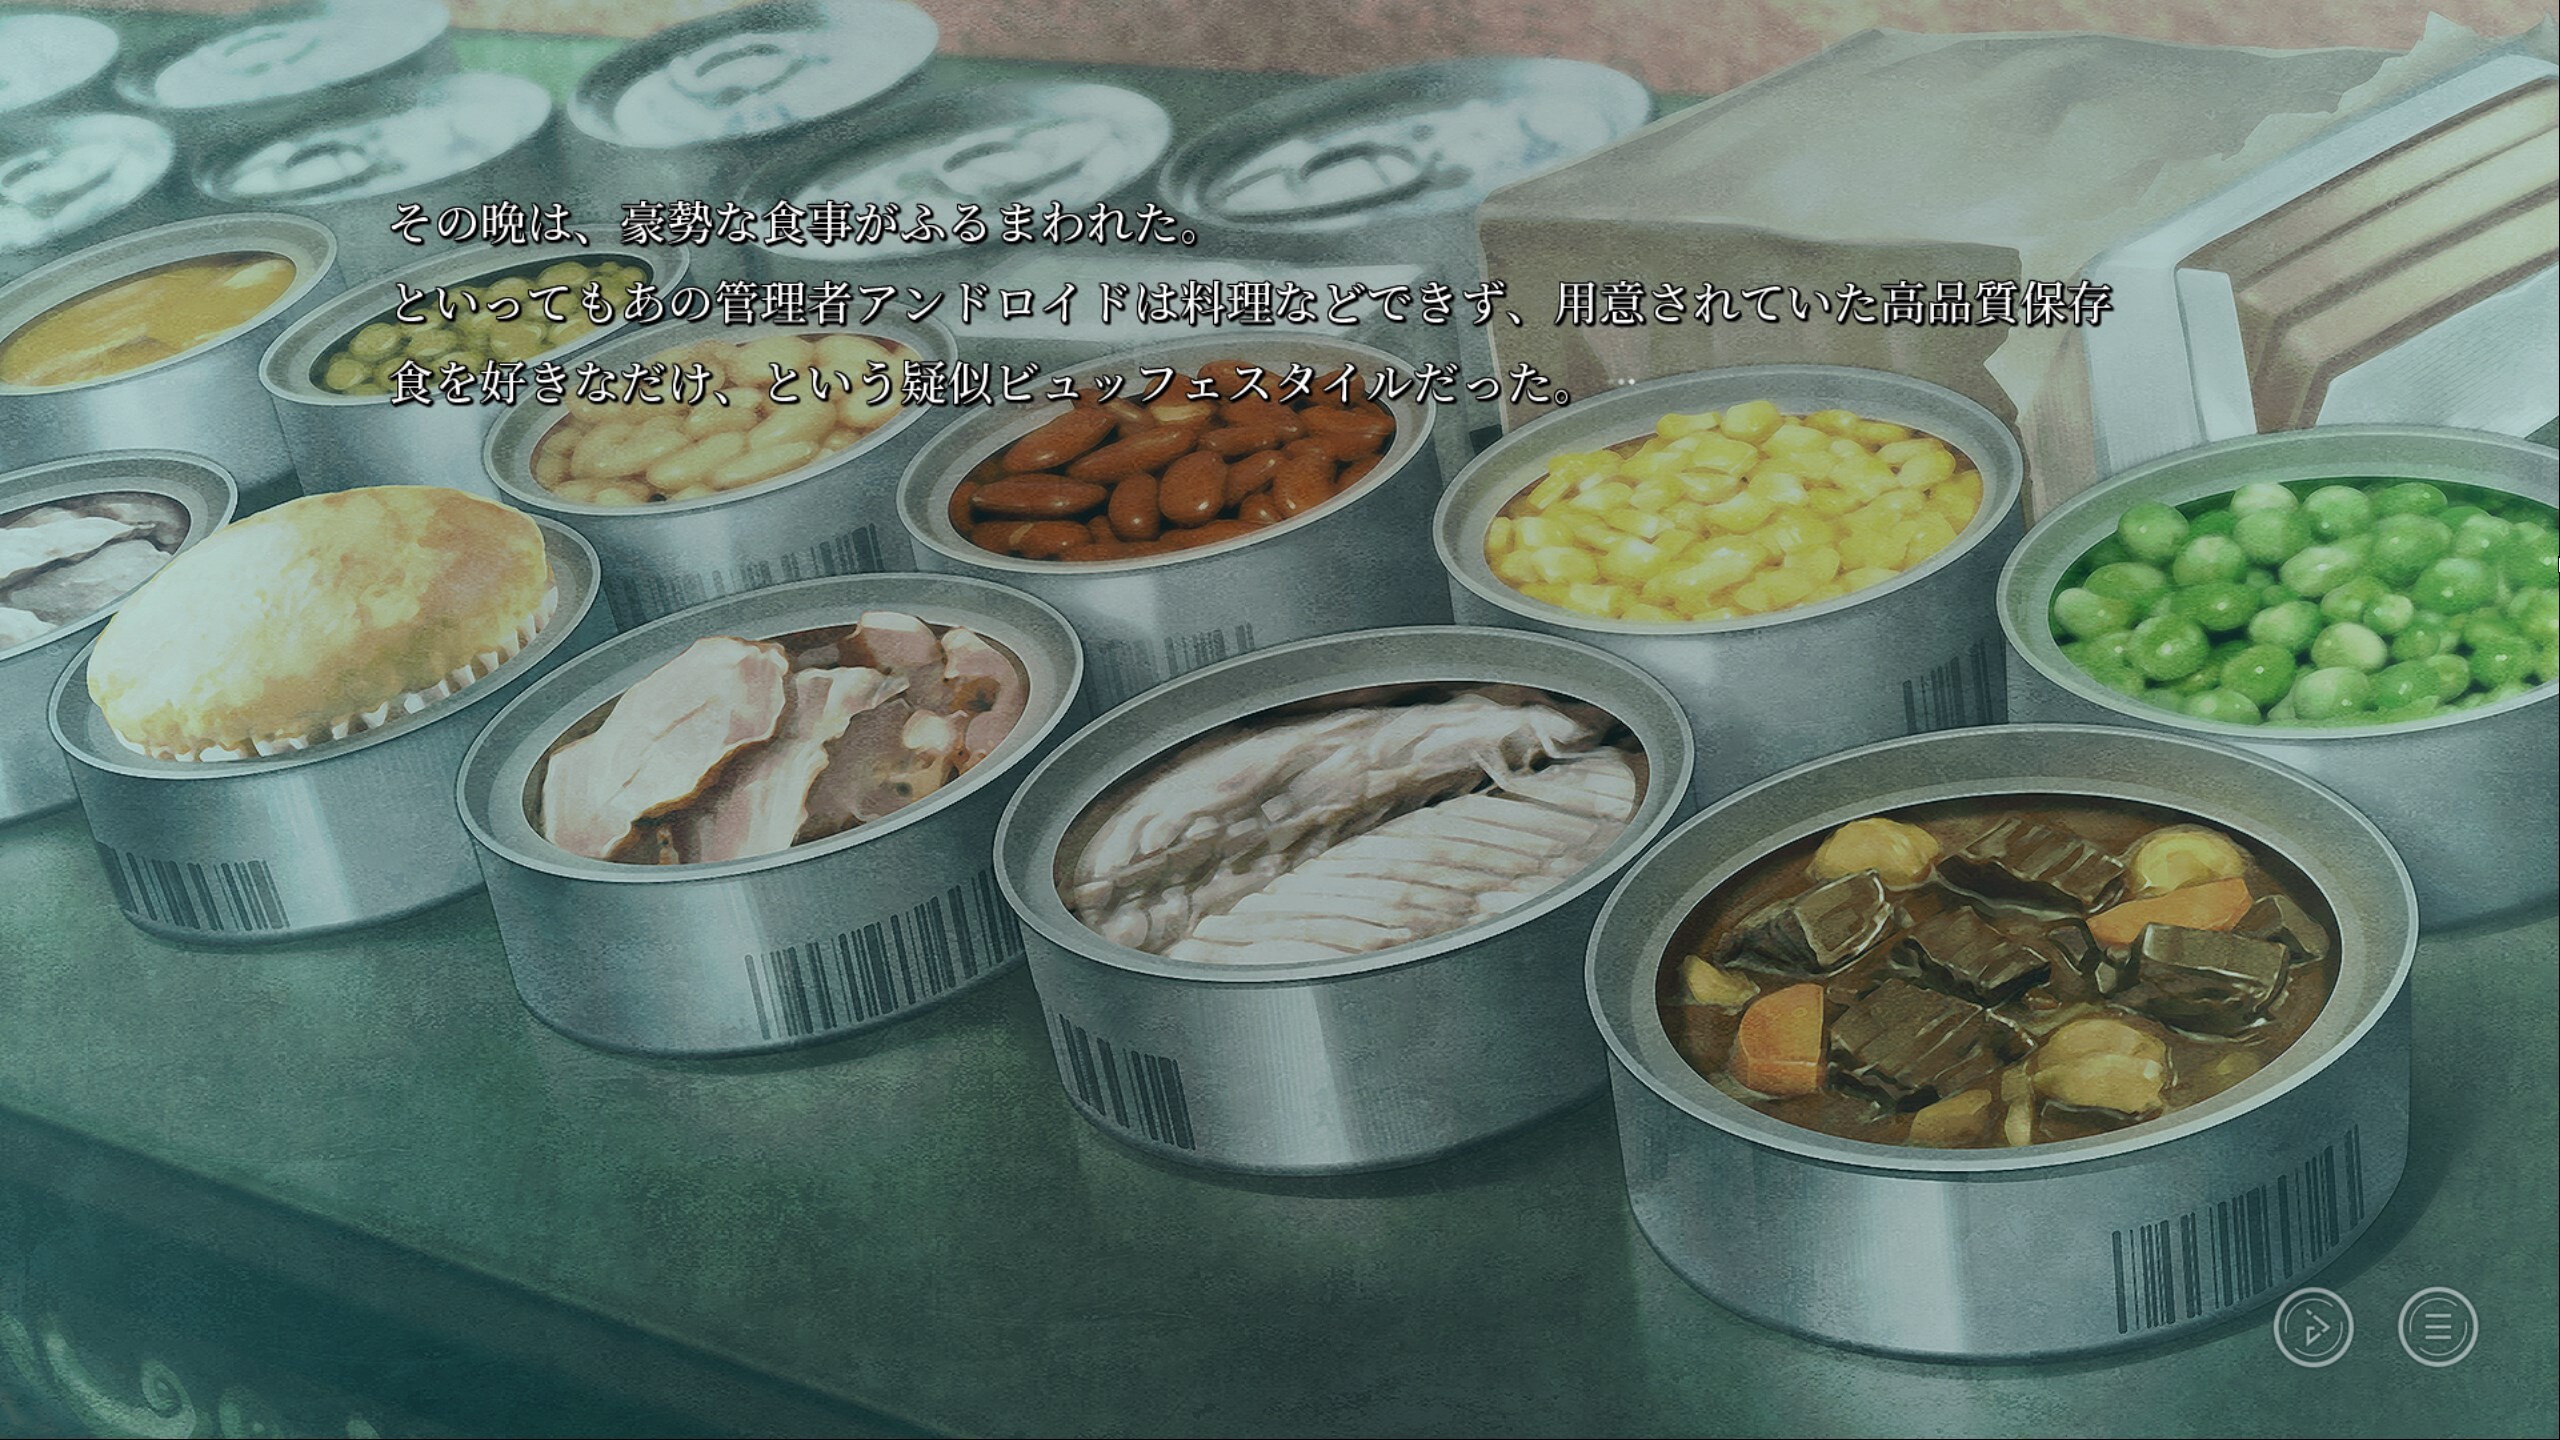 その晩は、豪勢な食事がふるまわれた。
といってもあの管理者アンドロイドは料理などできず、用意されていた高品質保存
食を好きなだけ、という疑似ビュッフェスタイルだった。